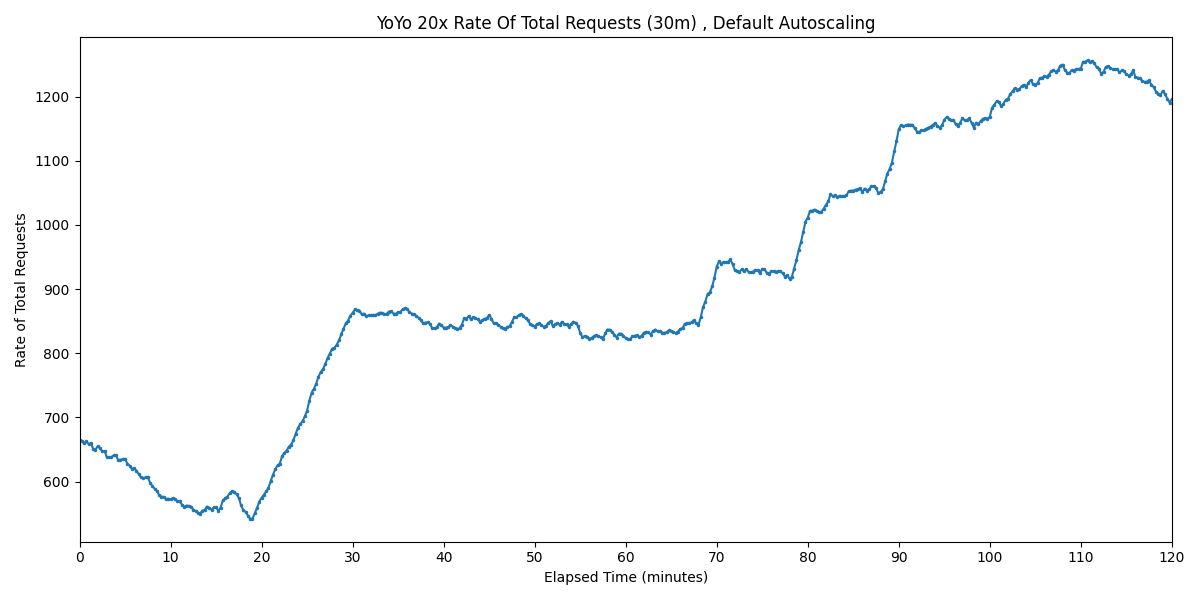 YoYo 20x Rate Of Total Requests (30m) , Default Autoscaling
Rate of Total Requests
1200
1100
1000
900
800
700
600
0 10 20 30 40 50 60 70 80 90 100 110 120
Elapsed Time (minutes)